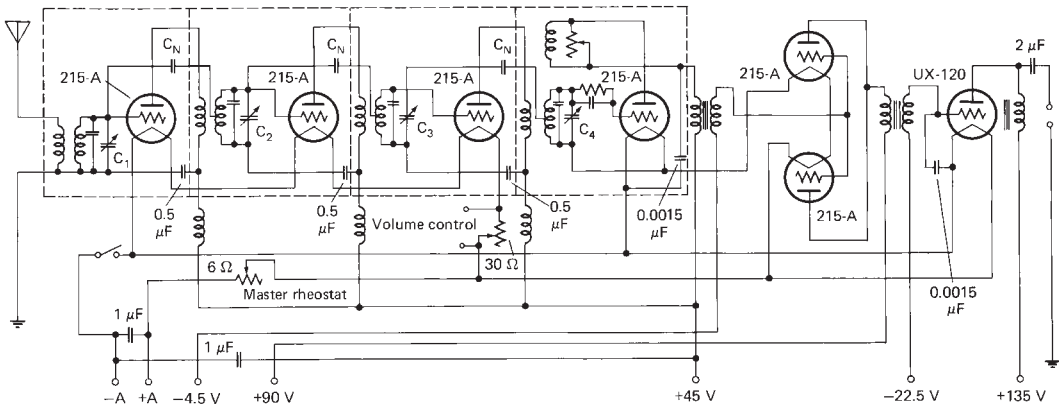 C_N
C_N
2 μF
215-A
215-A
215-A
215-A
215-A
UX-120
C_1
C_2
C_3
C_4
0.5
μF
0.5
μF
0.5
μF
0.0015
μF
215-A
Volume control
6 Ω
30 Ω
Master rheostat
0.0015
μF
1 μF
1 μF
−A
+A
−4.5 V
+90 V
+45 V
−22.5 V
+135 V